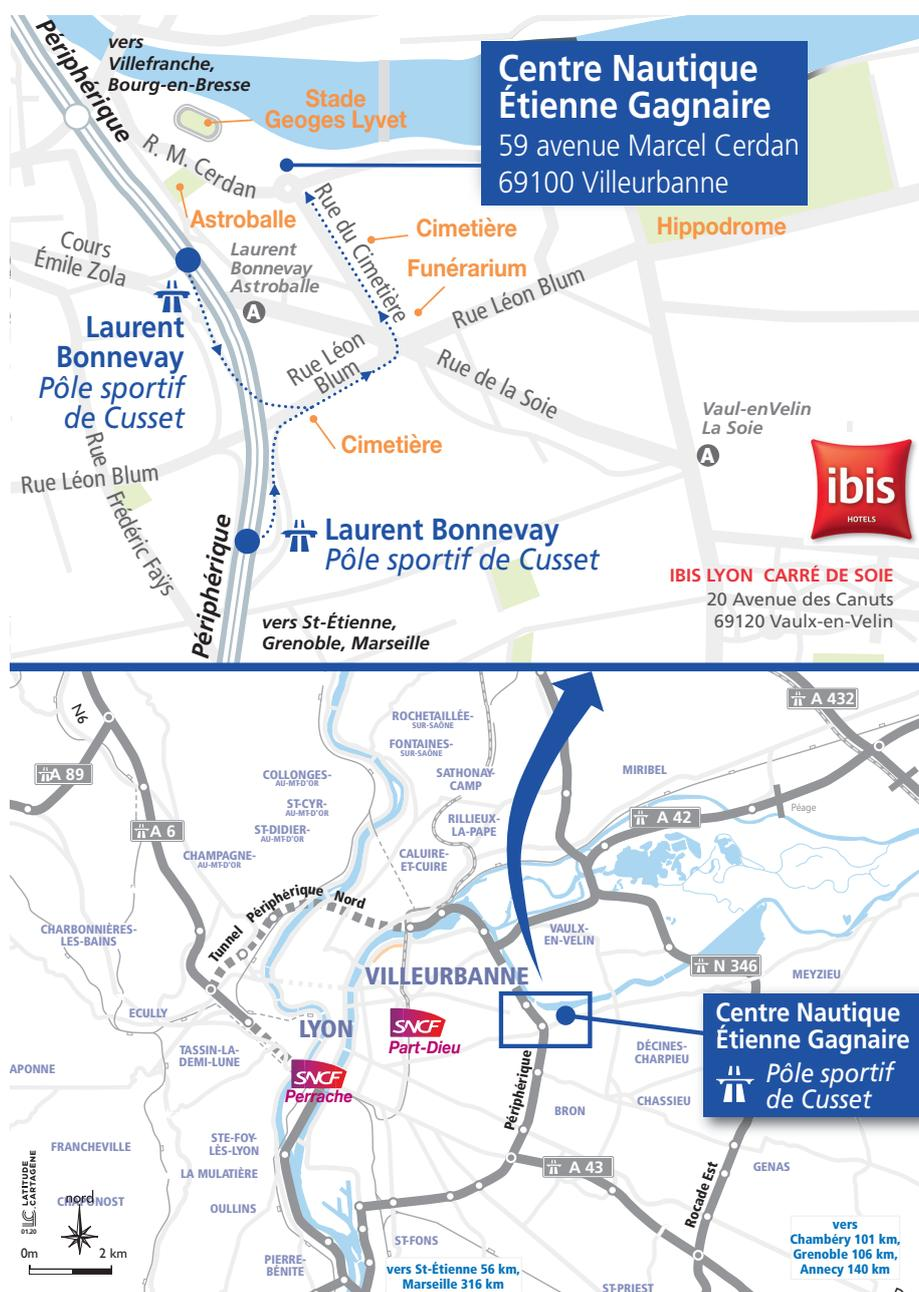 Périphérique
vers
Villefranche,
Bourg-en-Bresse
Stade
Geoges Lyvet
Centre Nautique
Étienne Gagnaire
59 avenue Marcel Cerdan
69100 Villeurbanne
R. M. Cerdan
Astroballe
Rue du Cimetière
Cimetière
Hippodrome
Cours
Émile Zola
Laurent
Bonnevay
Astroballe
A
Funérarium
Rue Léon Blum
Laurent
Bonnevay
Pôle sportif
de Cusset
Rue Léon
Blum
Rue de la Soie
Vaul-enVelin
La Soie
A
Cimetière
Rue
Frédéric Faÿs
Rue Léon Blum
ibis
HOTELS
Périphérique
Laurent Bonnevay
Pôle sportif de Cusset
IBIS LYON CARRÉ DE SOIE
20 Avenue des Canuts
69120 Vaulx-en-Velin
vers St-Étienne,
Grenoble, Marseille
N6
A 89
A 6
A 432
ROCHETAILLÉE-
SUR-SAÔNE
FONTAINES-
SUR-SAÔNE
COLLONGES-
AU-MT-D'OR
SATHONAY-
CAMP
MIRIBEL
ST-CYR-
AU-MT-D'OR
ST-DIDIER-
AU-MT-D'OR
RILLIEUX-
LA-PAPE
A 42
Péage
CHAMPAGNE-
AU-MT-D'OR
CALUIRE-
ET-CUIRE
Tunnel Périphérique Nord
CHARBONNIÈRES-
LES-BAINS
VAULX-
EN-VELIN
N 346
VILLEURBANNE
MEYZIEU
ECULLY
LYON
SNCF
Part-Dieu
Centre Nautique
Étienne Gagnaire
Pôle sportif
de Cusset
TASSIN-LA-
DEMI-LUNE
APONNE
SNCF
Perrache
DÉCINES-
CHARPIEU
CHASSIEU
Périphérique
BRON
FRANCHEVILLE
STE-FOY-
LÈS-LYON
LA MULATIÈRE
A 43
GENAS
Rocade Est
CHAPONOST
OULLINS
LATITUDE
CARTAGÈNE
LC
01.20
nord
0m
2 km
ST-FONS
PIERRE-
BÉNITE
vers St-Étienne 56 km,
Marseille 316 km
ST-PRIEST
vers
Chambéry 101 km,
Grenoble 106 km,
Annecy 140 km